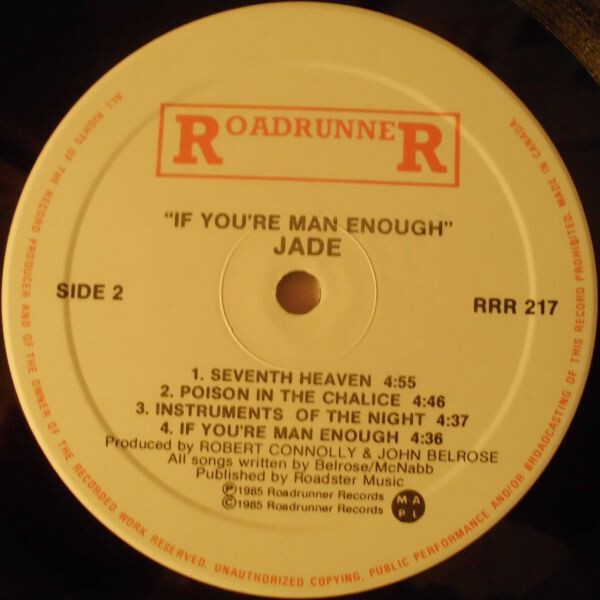 ROADRUNNER
"IF YOU'RE MAN ENOUGH"
JADE
SIDE 2
RRR 217
1. SEVENTH HEAVEN 4:55
2. POISON IN THE CHALICE 4:46
3. INSTRUMENTS OF THE NIGHT 4:37
4. IF YOU'RE MAN ENOUGH 4:36
Produced by ROBERT CONNOLLY & JOHN BELROSE
All songs written by Belrose/McNabb
Published by Roadster Music
℗1985 Roadrunner Records
©1985 Roadrunner Records
M A
P L
ALL RIGHTS OF THE RECORD PRODUCER AND OF THE OWNER OF THE RECORDED WORK RESERVED. UNAUTHORIZED COPYING, PUBLIC PERFORMANCE AND/OR BROADCASTING OF THIS RECORD PROHIBITED. MADE IN CANADA.